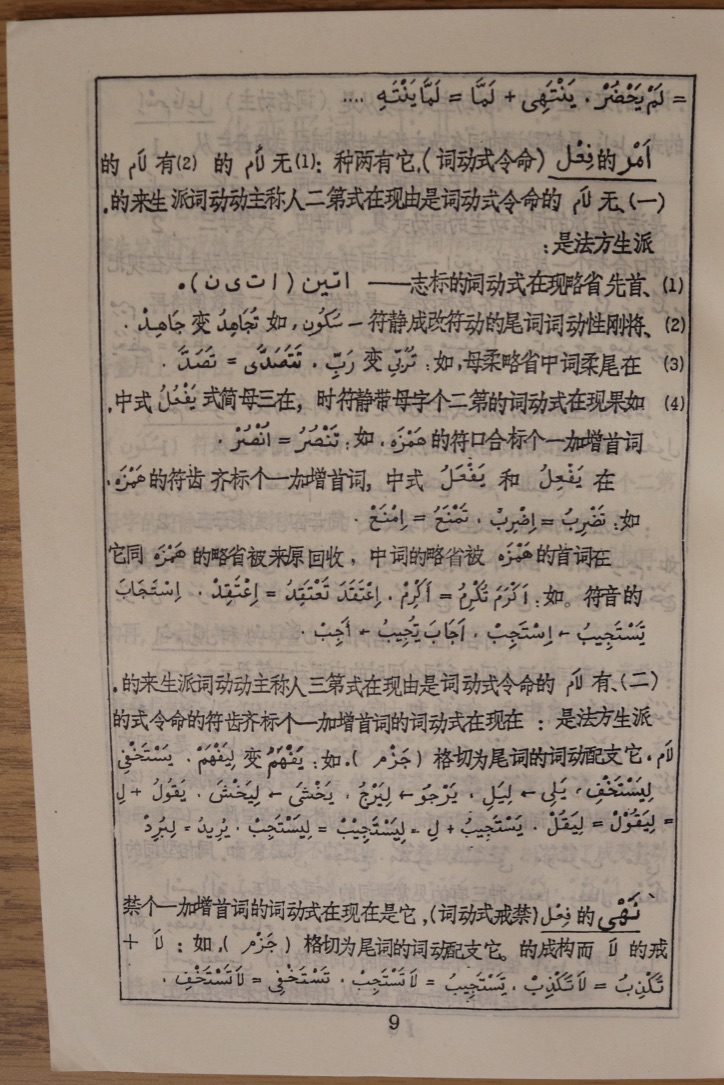 = لَمْ يَحْضُرْ، يَنْتَهِى + لَمَّا = لَمَّا يَنْتَهِ ....
أَمْر 的 فِعْل (命令式动词),它有两种:(1)无 لاَم 的 (2)有 لاَم 的
(一)、无 لاَم 的命令式动词是由现在式第二人称主动动词派生来的.
派生方法是:
(1)、首先省略现在式动词的标志—— اتين (ا ت ى ن)。
(2)、将刚性动词词尾的动符改成静符— سُكُون,如 تُجَاهِدُ 变 جَاهِدْ .
(3) 在尾柔词中省略柔母,如: تُرَبِّى 变 رَبِّ ، تَتَصَدَّى = تَصَدَّ .
(4) 如果现在式动词的第二个字母带静符时,在三母简式 يَفْعُلُ 式中,
词首增加一个标合口符的 هَمْزَه,如: تَنْصُرُ = اُنْصُرْ .
在 يَفْعِلُ 和 يَفْعَلُ 式中,词首增加一个标齐齿符的 هَمْزَه،
如: تَضْرِبُ = اِضْرِبْ ، تَمْنَعُ = اِمْنَعْ .
在词首的 هَمْزَه 被省略的词中,收回原来被省略的 هَمْزَه 同它
的音符。如: اَكْرَمَ تُكْرِمُ = اَكْرِمْ ، اِعْتَقَدَ تَعْتَقِدُ = اِعْتَقِدْ ، اِسْتَجَابَ
تَسْتَجِيبُ ← اِسْتَجِبْ ، اَجَابَ تُجِيبُ ← اَجِبْ .
(二)、有 لاَم 的命令式动词是由现在式第三人称主动动词派生来的.
派生方法是:在现在式动词的词首增加一个标齐齿符的命令式的
لاَم، 它支配动词的词尾为切格(جَزْم),如: يَفْهَمُ 变 لِيَفْهَمْ ، يَسْتَخْفِى
لِيَسْتَخْفِ ، يَلِى ← لِيَلِ ، يَرْجُو ← لِيَرْجُ ، يَخْشَى ← لِيَخْشَ ، يَقُولُ + لِ
= لِيَقُوْلْ = لِيَقُلْ ، يَسْتَجِيبُ + لِ = لِيَسْتَجِيْبْ = لِيَسْتَجِبْ ، يُرِيدُ = لِيُرِدْ
نَهْى 的 فِعْل (禁戒式动词),它是在现在式动词的词首增加一个禁
戒的 لاَ 而构成的。它支配动词的词尾为切格(جَزْم),如: لاَ +
تَكْذِبُ = لاَ تَكْذِبْ ، تَسْتَجِيبُ = لاَ تَسْتَجِبْ ، تَسْتَخْفِى = لاَ تَسْتَخْفِ .
9